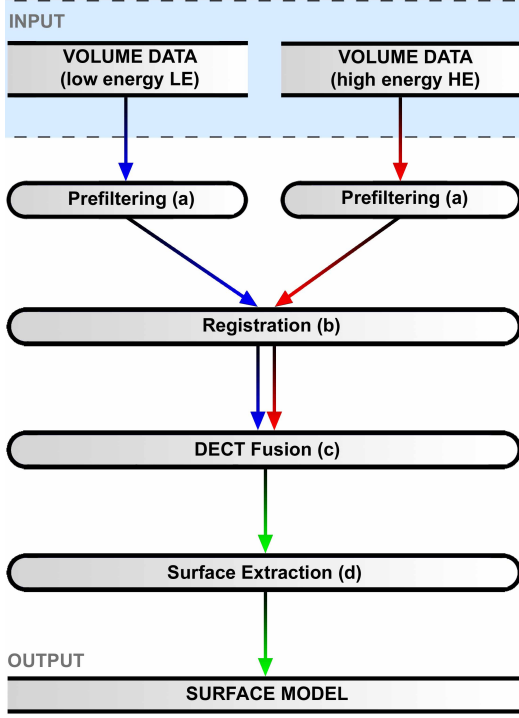 INPUT
VOLUME DATA
(low energy LE)
VOLUME DATA
(high energy HE)
Prefiltering (a)
Prefiltering (a)
Registration (b)
DECT Fusion (c)
Surface Extraction (d)
OUTPUT
SURFACE MODEL